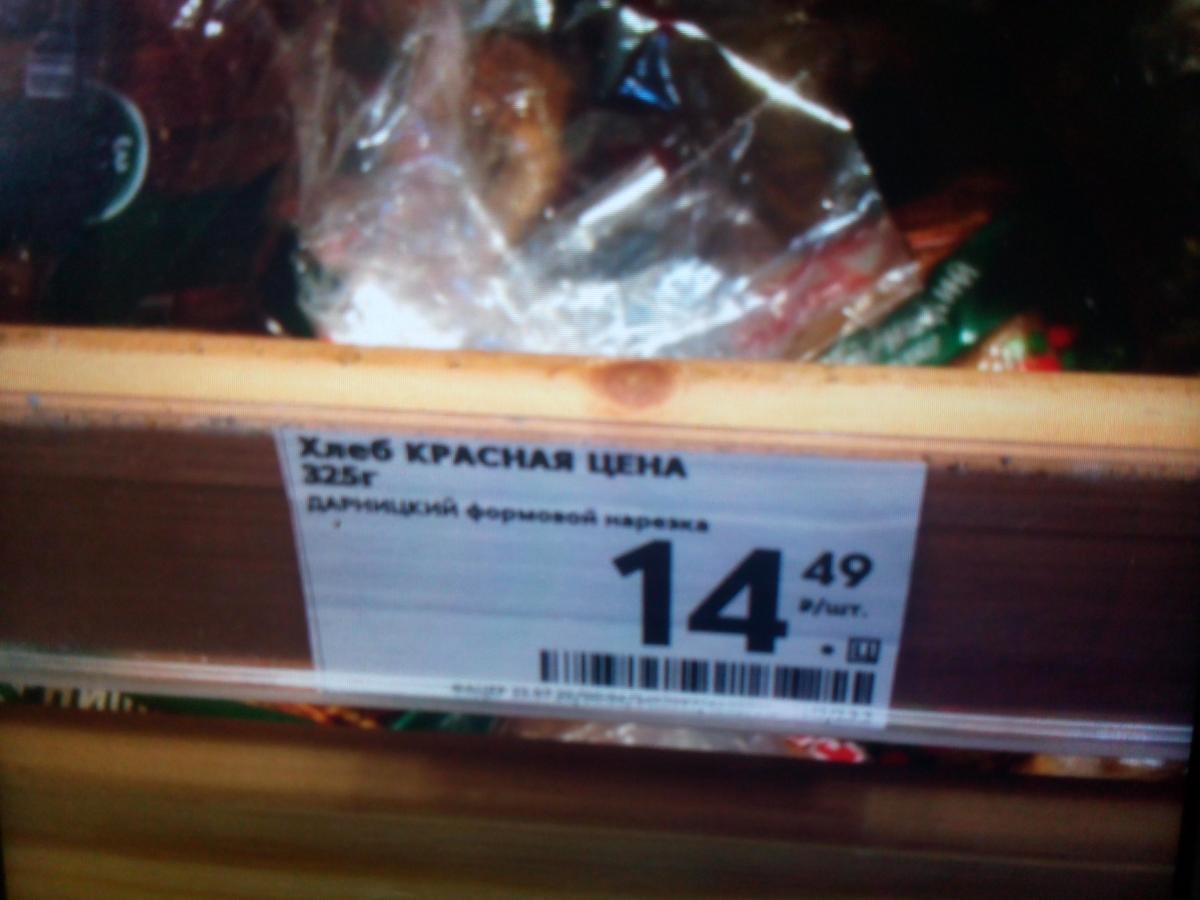 Хлеб КРАСНАЯ ЦЕНА
325г
ДАРНИЦКИЙ формовой нарезка
14 49
₽/шт.
Ш